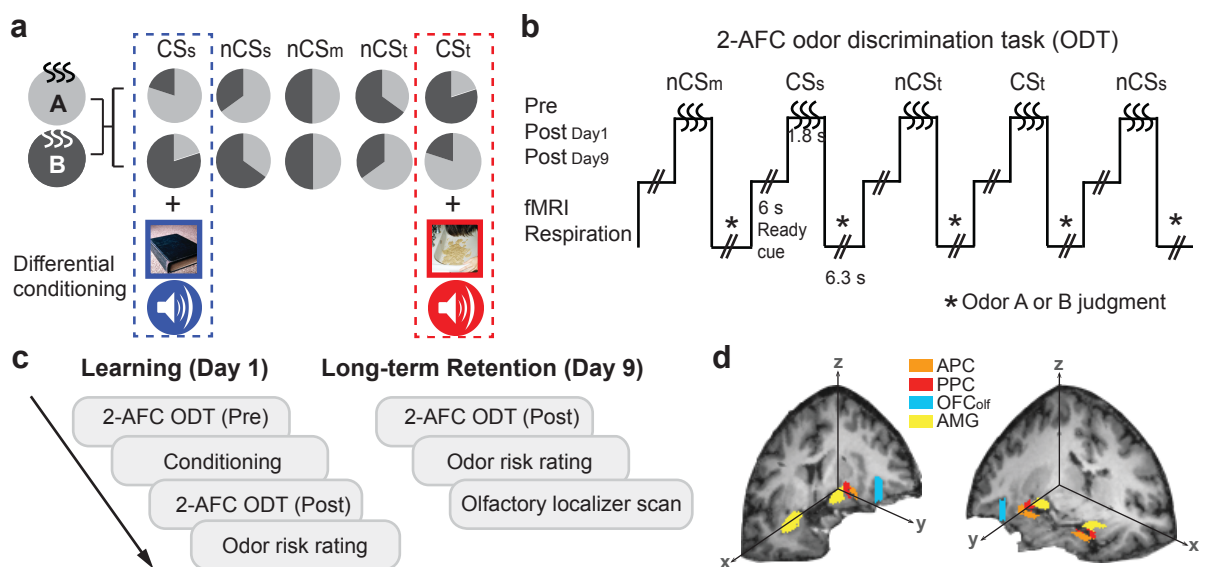 a
CSs nCSs nCSm nCSt CSt
A
B
+ +
Differential
conditioning
b
2-AFC odor discrimination task (ODT)
nCSm CSs nCSt CSt nCSs
Pre
Post Day1
Post Day9
1.8 s
fMRI
Respiration
* * * * *
6 s
Ready
cue
6.3 s
* Odor A or B judgment
c
Learning (Day 1)
2-AFC ODT (Pre)
Conditioning
2-AFC ODT (Post)
Odor risk rating
Long-term Retention (Day 9)
2-AFC ODT (Post)
Odor risk rating
Olfactory localizer scan
d
APC
PPC
OFColf
AMG
z
y
x
z
y
x